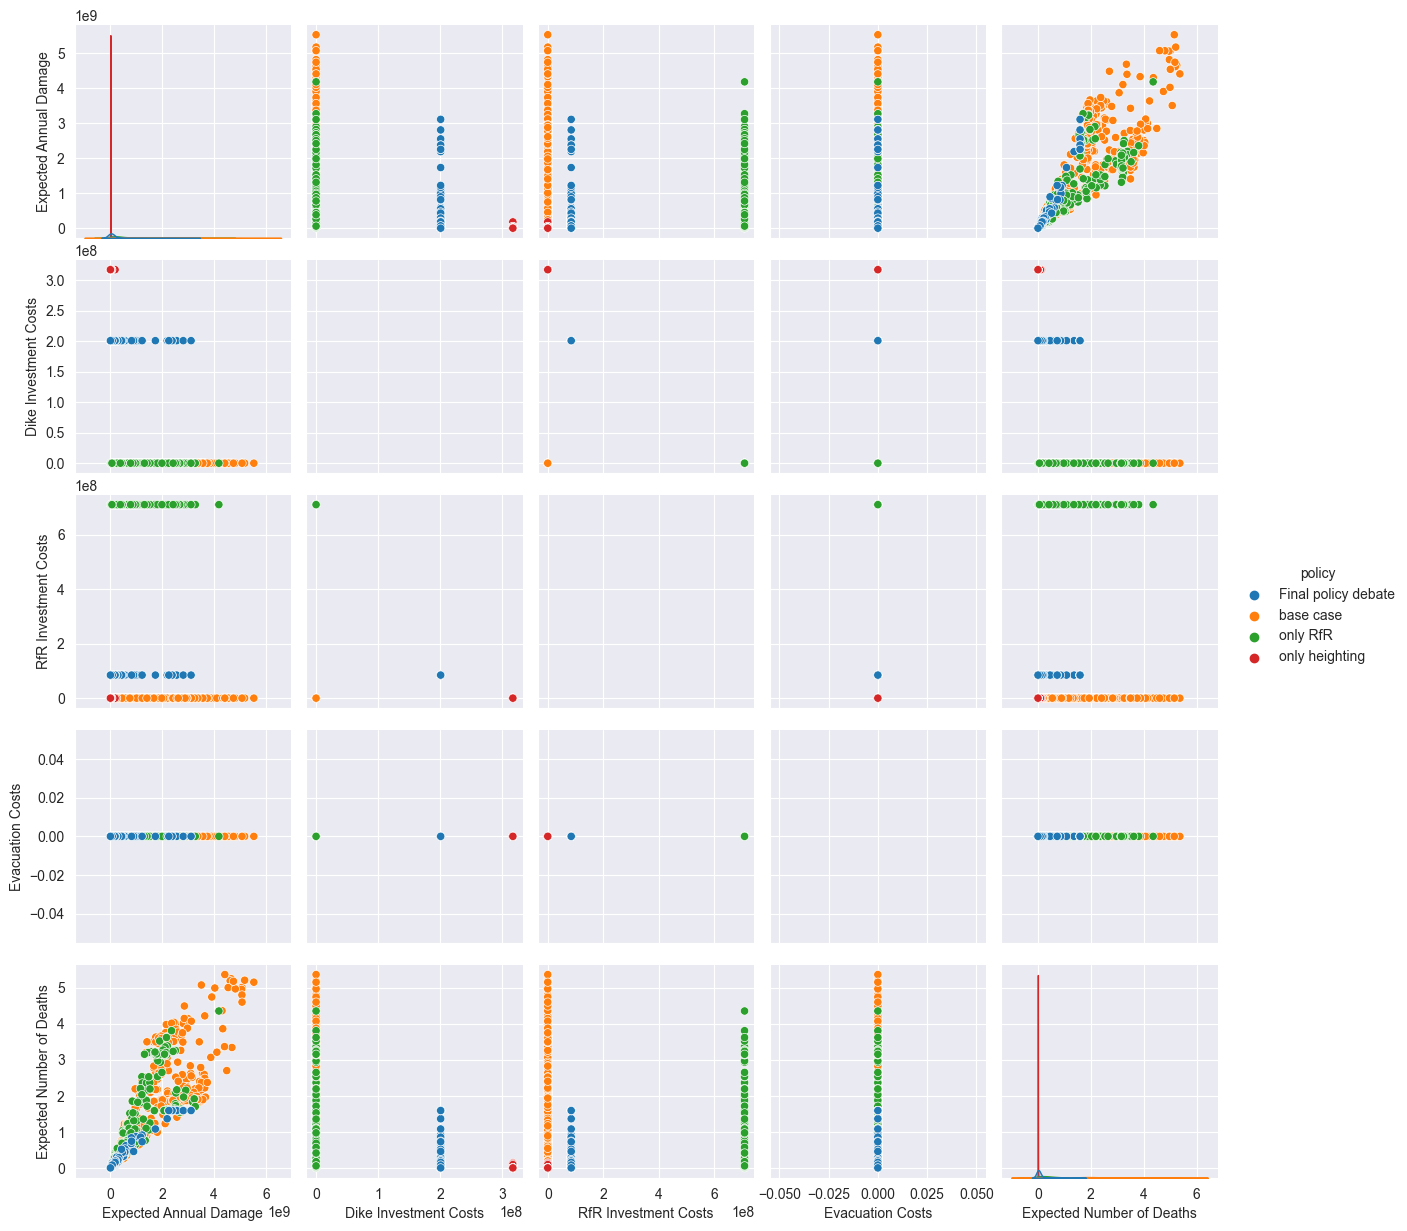 1e9
5
4
3
2
1
0
Expected Annual Damage
1e8
3.0
2.5
2.0
1.5
1.0
0.5
0.0
Dike Investment Costs
1e8
6
4
2
0
RfR Investment Costs
policy
Final policy debate
base case
only RfR
only heighting
0.04
0.02
0.00
−0.02
−0.04
Evacuation Costs
5
4
3
2
1
0
Expected Number of Deaths
0 2 4 6
Expected Annual Damage 1e9
0 1 2 3
Dike Investment Costs 1e8
0 2 4 6
RfR Investment Costs 1e8
−0.050 −0.025 0.000 0.025 0.050
Evacuation Costs
0 2 4 6
Expected Number of Deaths